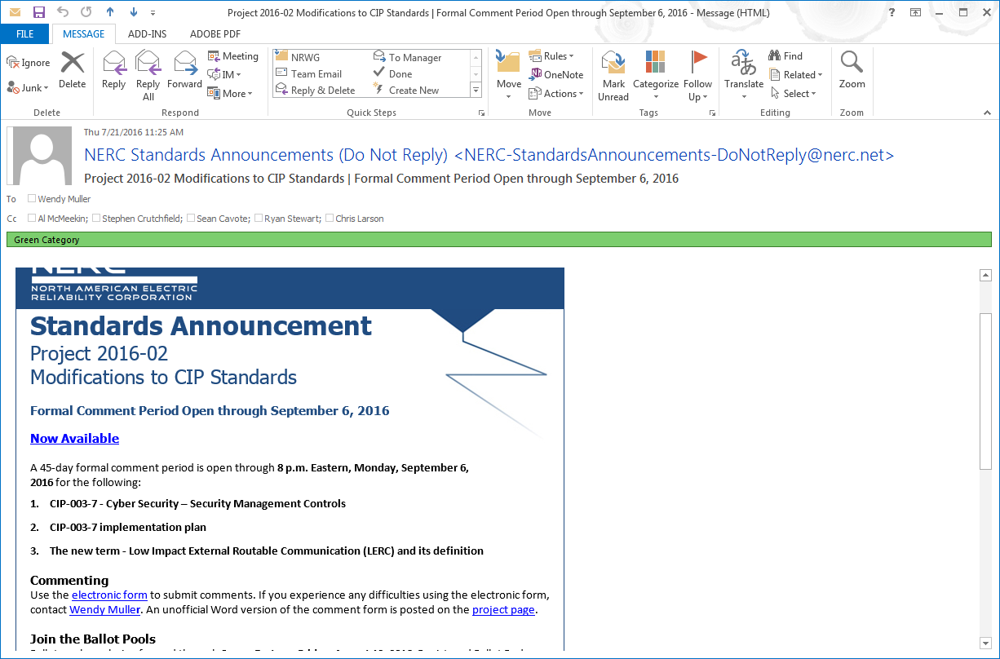 Project 2016-02 Modifications to CIP Standards | Formal Comment Period Open through September 6, 2016 - Message (HTML)
?
FILE
MESSAGE
ADD-INS
ADOBE PDF
Ignore
Junk
Delete
Delete
Reply
Reply
All
Forward
Meeting
IM
More
Respond
NRWG
To Manager
Team Email
Done
Reply & Delete
Create New
Quick Steps
Move
Rules
OneNote
Actions
Move
Mark
Unread
Categorize
Follow
Up
Tags
Translate
Find
Related
Select
Editing
Zoom
Zoom
Thu 7/21/2016 11:25 AM
NERC Standards Announcements (Do Not Reply) <NERC-StandardsAnnouncements-DoNotReply@nerc.net>
Project 2016-02 Modifications to CIP Standards | Formal Comment Period Open through September 6, 2016
To Wendy Muller
Cc Al McMeekin; Stephen Crutchfield; Sean Cavote; Ryan Stewart; Chris Larson
Green Category
NERC
NORTH AMERICAN ELECTRIC
RELIABILITY CORPORATION
Standards Announcement
Project 2016-02
Modifications to CIP Standards
Formal Comment Period Open through September 6, 2016
Now Available
A 45-day formal comment period is open through 8 p.m. Eastern, Monday, September 6,
2016 for the following:
1. CIP-003-7 - Cyber Security – Security Management Controls
2. CIP-003-7 implementation plan
3. The new term - Low Impact External Routable Communication (LERC) and its definition
Commenting
Use the electronic form to submit comments. If you experience any difficulties using the electronic form,
contact Wendy Muller. An unofficial Word version of the comment form is posted on the project page.
Join the Ballot Pools